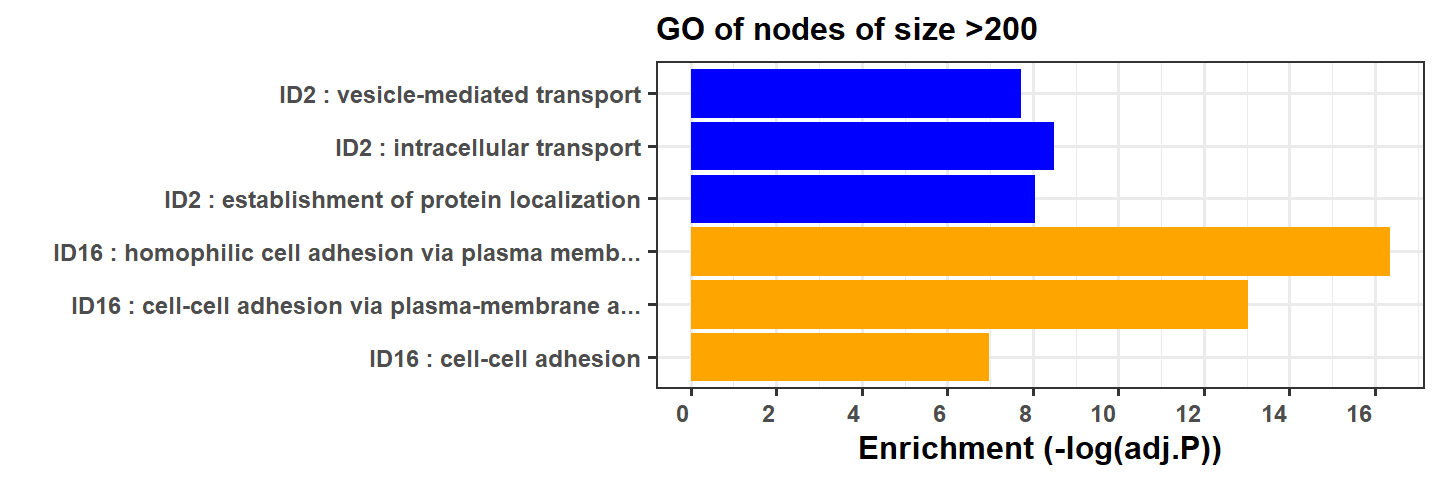 GO of nodes of size >200
ID2 : vesicle-mediated transport
ID2 : intracellular transport
ID2 : establishment of protein localization
ID16 : homophilic cell adhesion via plasma memb...
ID16 : cell-cell adhesion via plasma-membrane a...
ID16 : cell-cell adhesion
0 2 4 6 8 10 12 14 16
Enrichment (-log(adj.P))